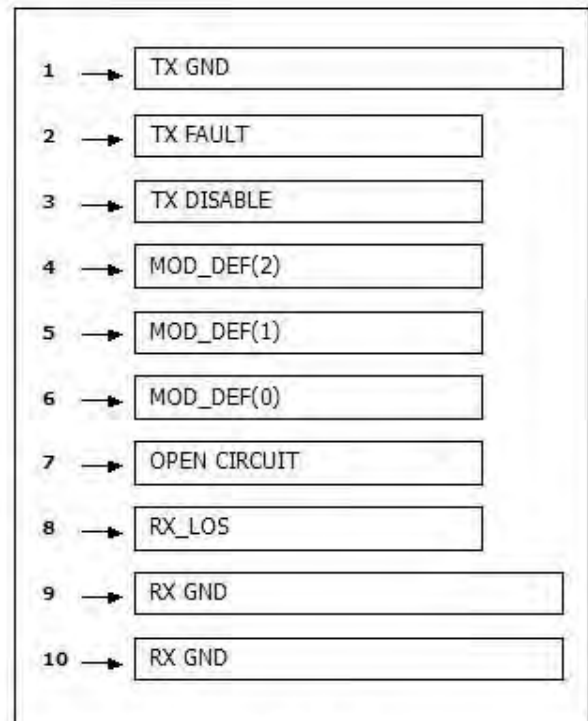 1 TX GND
2 TX FAULT
3 TX DISABLE
4 MOD_DEF(2)
5 MOD_DEF(1)
6 MOD_DEF(0)
7 OPEN CIRCUIT
8 RX_LOS
9 RX GND
10 RX GND